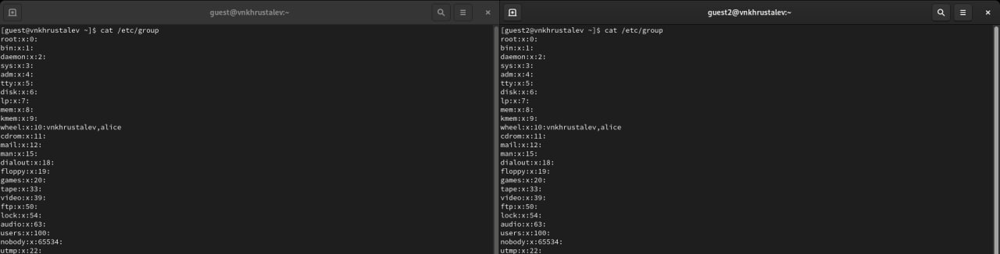 guest@vnkhrustalev:~
[guest@vnkhrustalev ~]$ cat /etc/group
root:x:0:
bin:x:1:
daemon:x:2:
sys:x:3:
adm:x:4:
tty:x:5:
disk:x:6:
lp:x:7:
mem:x:8:
kmem:x:9:
wheel:x:10:vnkhrustalev,alice
cdrom:x:11:
mail:x:12:
man:x:15:
dialout:x:18:
floppy:x:19:
games:x:20:
tape:x:33:
video:x:39:
ftp:x:50:
lock:x:54:
audio:x:63:
users:x:100:
nobody:x:65534:
utmp:x:22:
guest2@vnkhrustalev:~
[guest2@vnkhrustalev ~]$ cat /etc/group
root:x:0:
bin:x:1:
daemon:x:2:
sys:x:3:
adm:x:4:
tty:x:5:
disk:x:6:
lp:x:7:
mem:x:8:
kmem:x:9:
wheel:x:10:vnkhrustalev,alice
cdrom:x:11:
mail:x:12:
man:x:15:
dialout:x:18:
floppy:x:19:
games:x:20:
tape:x:33:
video:x:39:
ftp:x:50:
lock:x:54:
audio:x:63:
users:x:100:
nobody:x:65534:
utmp:x:22: